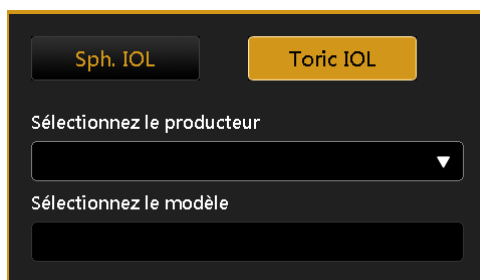 Sph. IOL Toric IOL
Sélectionnez le producteur
Sélectionnez le modèle